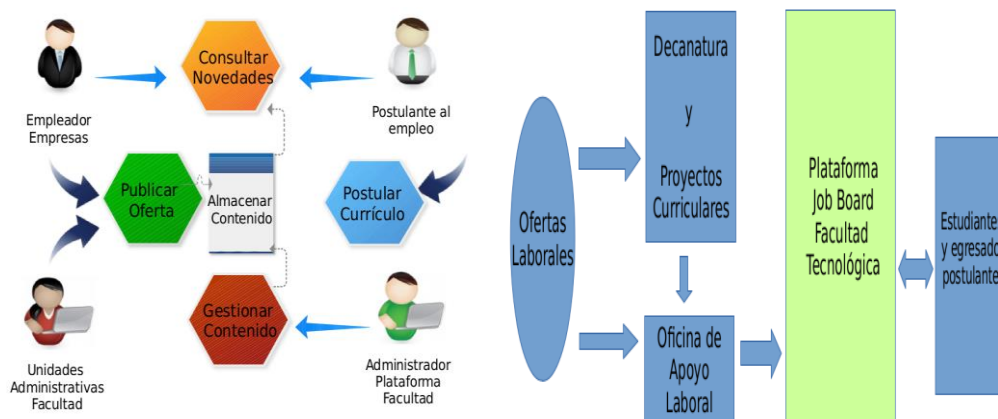 Consultar
Novedades
Empleador
Empresas
Postulante al
empleo
Publicar
Oferta
Almacenar
Contenido
Postular
Currículo
Gestionar
Contenido
Unidades
Administrativas
Facultad
Administrador
Plataforma
Facultad
Ofertas
Laborales
Decanatura
y
Proyectos
Curriculares
Oficina de
Apoyo
Laboral
Plataforma
Job Board
Facultad
Tecnológica
Estudiante
y egresado
postulante